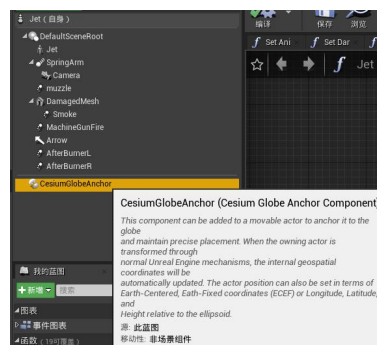 Jet（自身）
编译
保存
浏览
DefaultSceneRoot
Jet
f Set Ani
f Set Dar
f
SpringArm
Camera
f Jet
muzzle
DamagedMesh
Smoke
MachineGunFire
Arrow
AfterBurnerL
AfterBurnerR
CesiumGlobeAnchor
CesiumGlobeAnchor (Cesium Globe Anchor Component)
This component can be added to a movable actor to anchor it to the
globe
and maintain precise placement. When the owning actor is
transformed through
normal Unreal Engine mechanisms, the internal geospatial
coordinates will be
automatically updated. The actor position can also be set in terms of
Earth-Centered, Eath-Fixed coordinates (ECEF) or Longitude, Latitude,
and
Height relative to the ellipsoid.
源: 此蓝图
移动性: 非场景组件
我的蓝图
+新增
搜索
图表
事件图表
函数（19可覆盖）